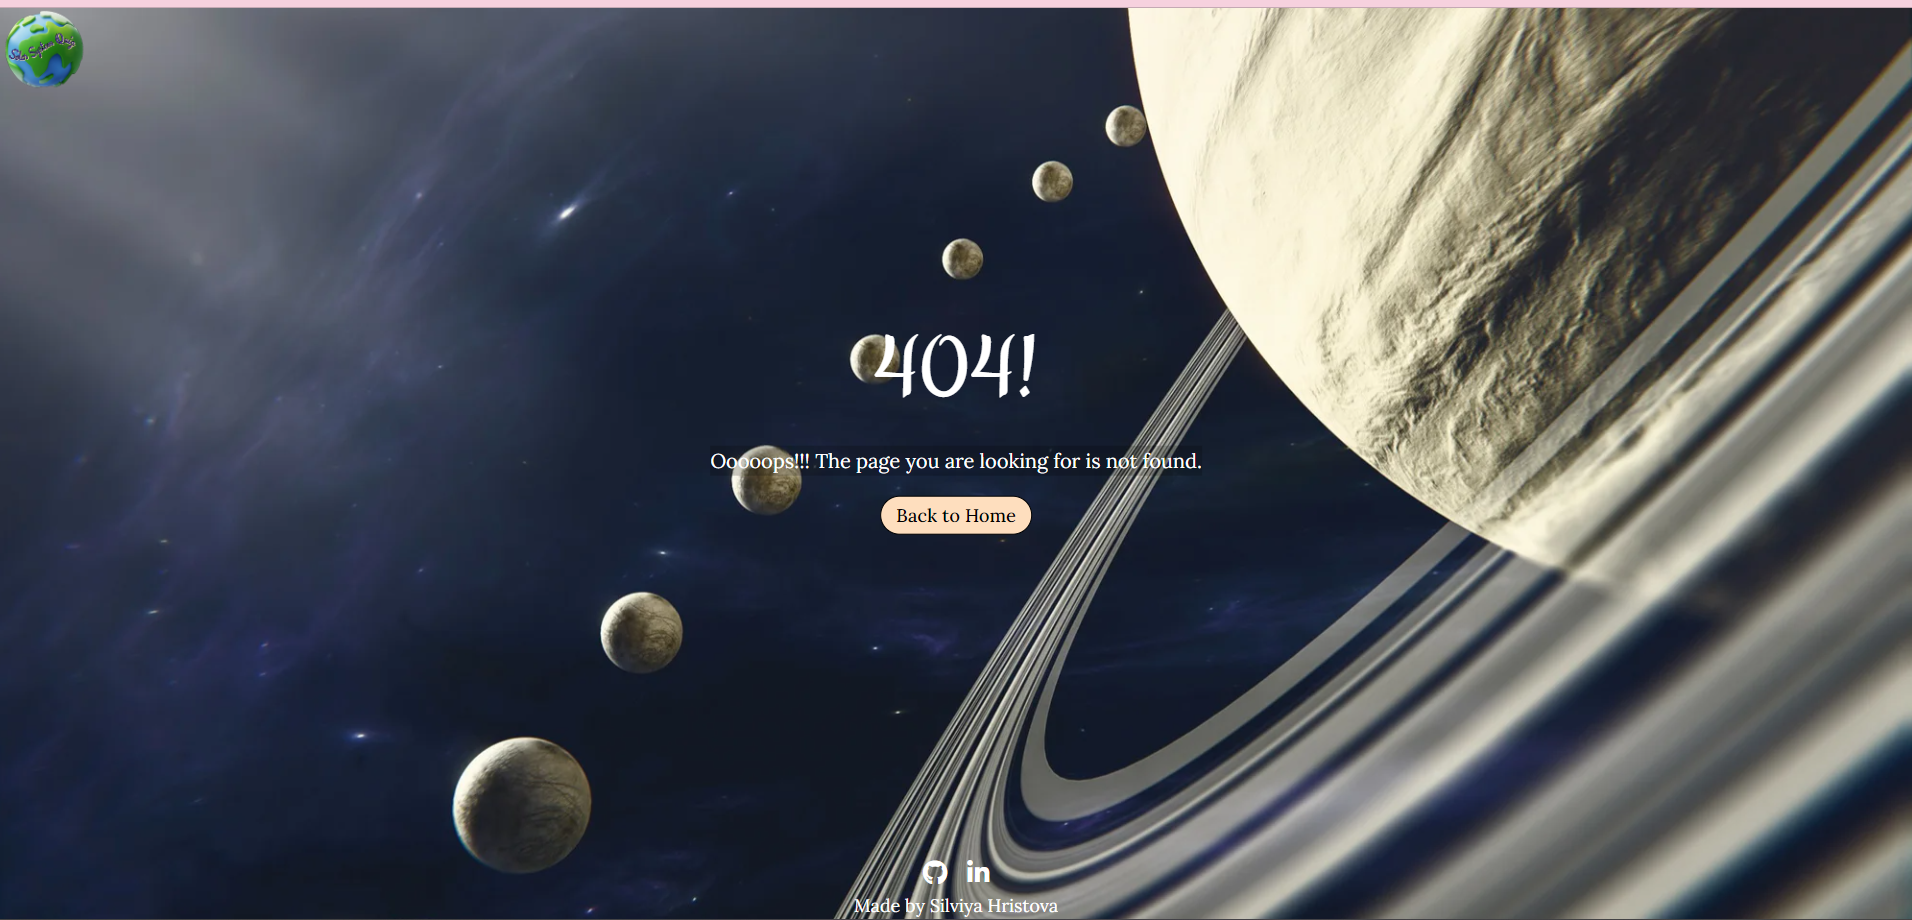 Solar System Quiz
404!
Ooooops!!! The page you are looking for is not found.
Back to Home
in
Made by Silviya Hristova